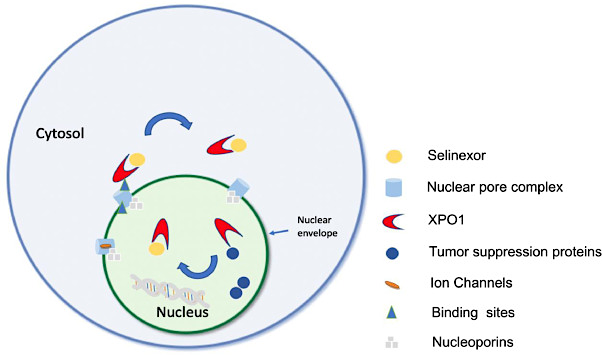 Cytosol
Nuclear
envelope
Nucleus
Selinexor
Nuclear pore complex
XPO1
Tumor suppression proteins
Ion Channels
Binding sites
Nucleoporins